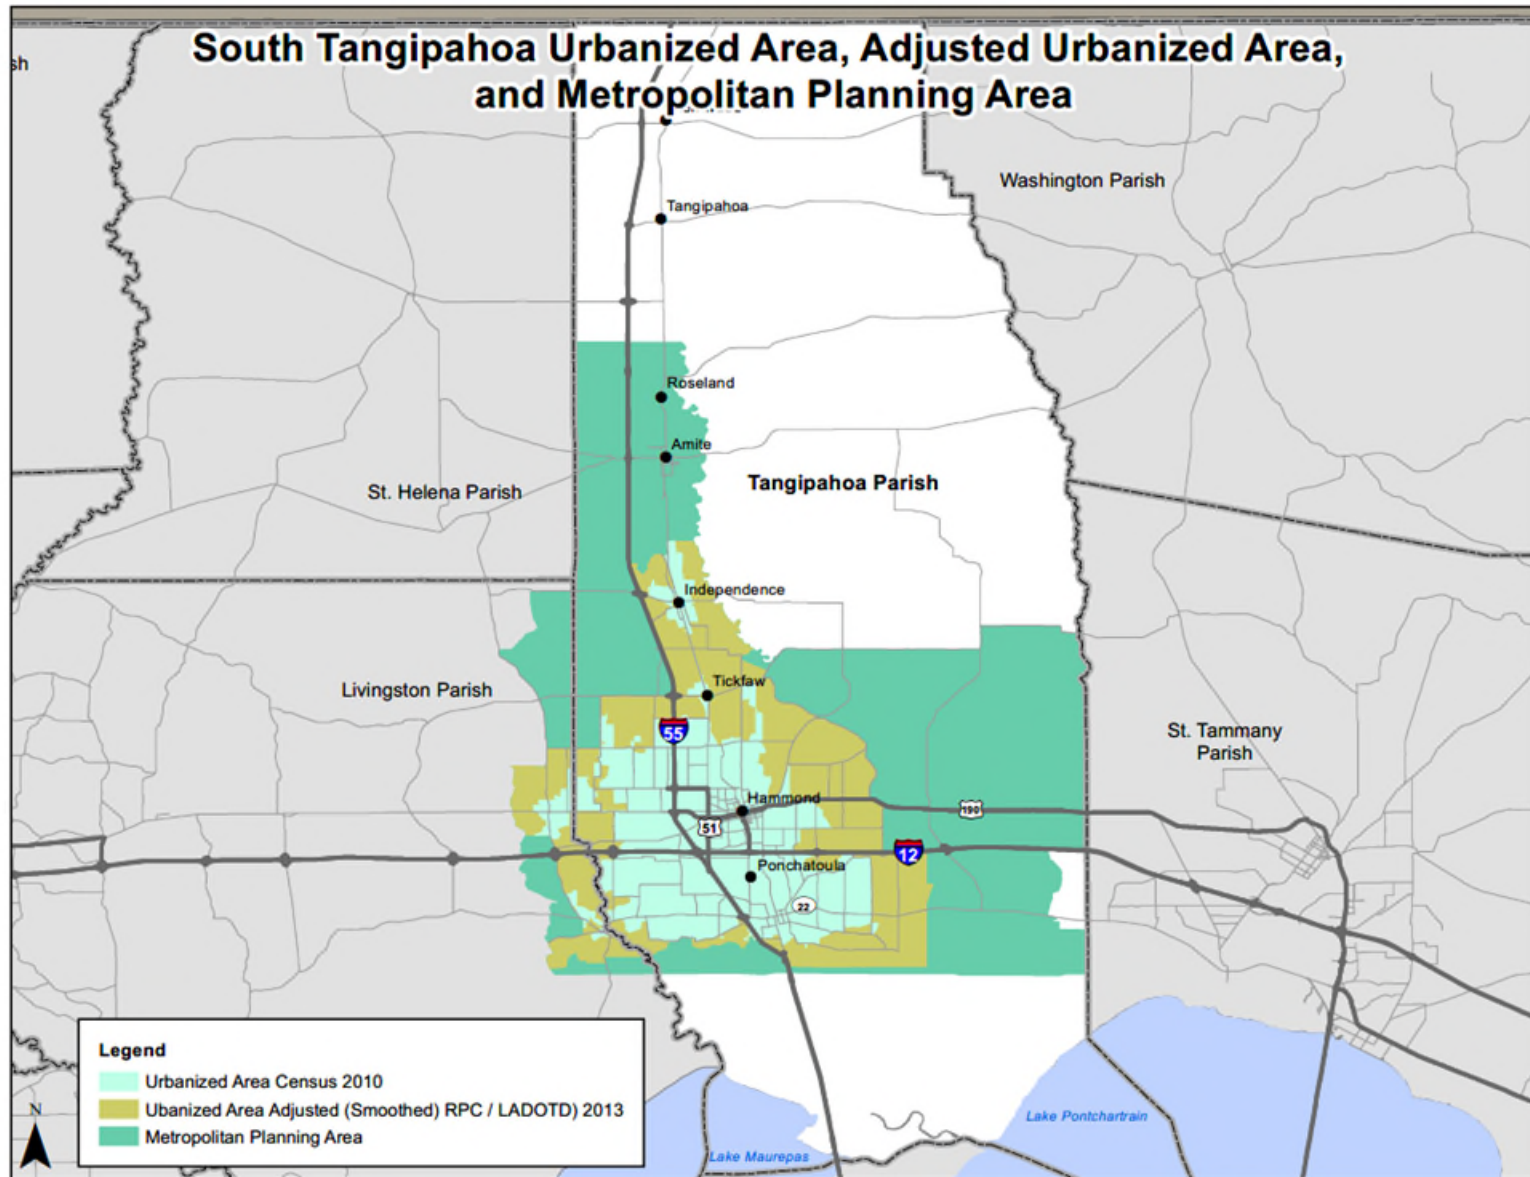 South Tangipahoa Urbanized Area, Adjusted Urbanized Area,
and Metropolitan Planning Area
sh
Washington Parish
Tangipahoa
Roseland
Amite
Tangipahoa Parish
St. Helena Parish
Independence
Tickfaw
Livingston Parish
55
St. Tammany
Parish
Hammond
190
51
12
Ponchatoula
22
Legend
Urbanized Area Census 2010
Ubanized Area Adjusted (Smoothed) RPC / LADOTD) 2013
Metropolitan Planning Area
N
Lake Pontchartrain
Lake Maurepas